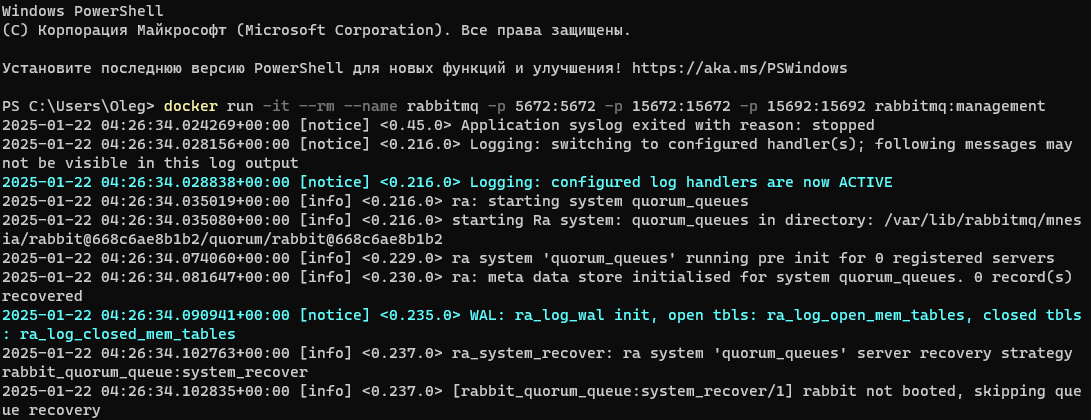 Windows PowerShell
(C) Корпорация Майкрософт (Microsoft Corporation). Все права защищены.
Установите последнюю версию PowerShell для новых функций и улучшения! https://aka.ms/PSWindows
PS C:\Users\Oleg> docker run -it --rm --name rabbitmq -p 5672:5672 -p 15672:15672 -p 15692:15692 rabbitmq:management
2025-01-22 04:26:34.024269+00:00 [notice] <0.45.0> Application syslog exited with reason: stopped
2025-01-22 04:26:34.028156+00:00 [notice] <0.216.0> Logging: switching to configured handler(s); following messages may
not be visible in this log output
2025-01-22 04:26:34.028838+00:00 [notice] <0.216.0> Logging: configured log handlers are now ACTIVE
2025-01-22 04:26:34.035019+00:00 [info] <0.216.0> ra: starting system quorum_queues
2025-01-22 04:26:34.035080+00:00 [info] <0.216.0> starting Ra system: quorum_queues in directory: /var/lib/rabbitmq/mnes
ia/rabbit@668c6ae8b1b2/quorum/rabbit@668c6ae8b1b2
2025-01-22 04:26:34.074060+00:00 [info] <0.229.0> ra system 'quorum_queues' running pre init for 0 registered servers
2025-01-22 04:26:34.081647+00:00 [info] <0.230.0> ra: meta data store initialised for system quorum_queues. 0 record(s)
recovered
2025-01-22 04:26:34.090941+00:00 [notice] <0.235.0> WAL: ra_log_wal init, open tbls: ra_log_open_mem_tables, closed tbls
: ra_log_closed_mem_tables
2025-01-22 04:26:34.102763+00:00 [info] <0.237.0> ra_system_recover: ra system 'quorum_queues' server recovery strategy
rabbit_quorum_queue:system_recover
2025-01-22 04:26:34.102835+00:00 [info] <0.237.0> [rabbit_quorum_queue:system_recover/1] rabbit not booted, skipping que
ue recovery